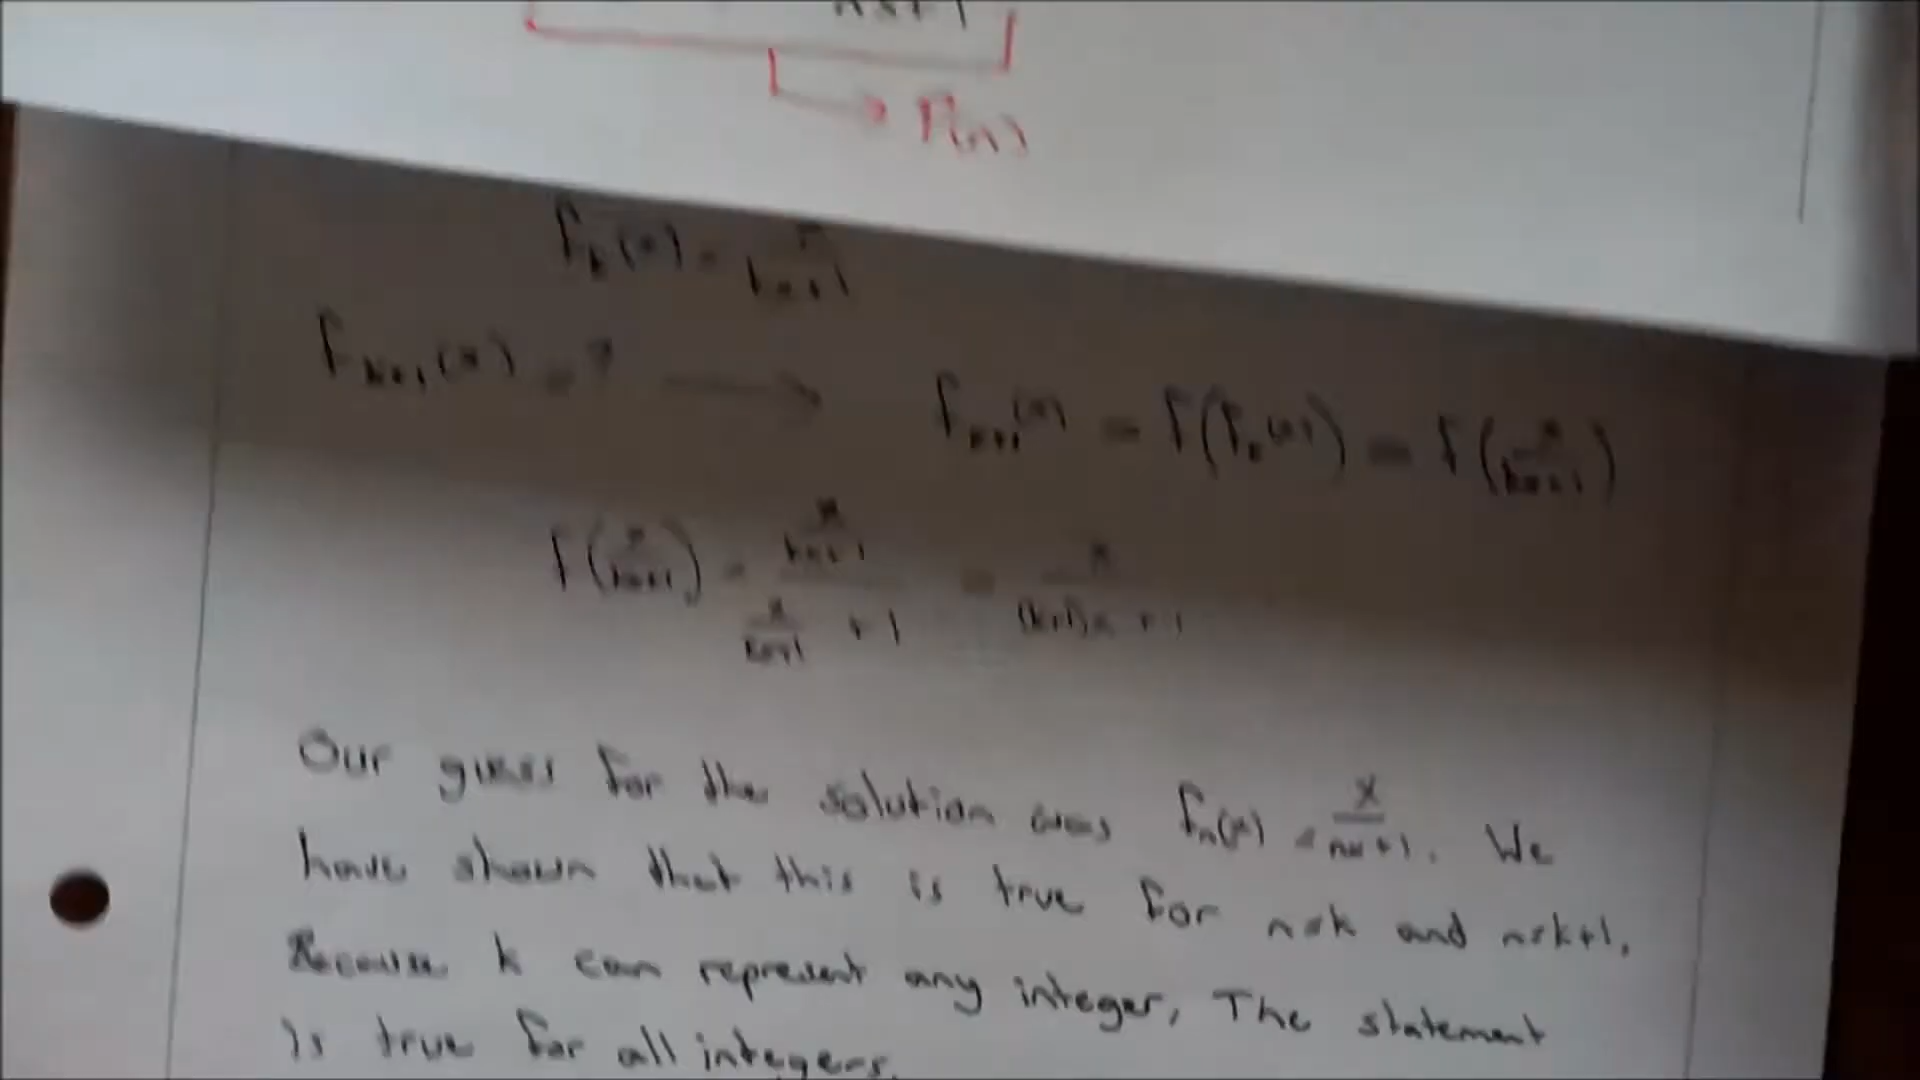 nx+1
P(n)
f_k(x) = x/(kx+1)
f_{k+1}(x) = ? → f_{k+1}(x) = f(f_k(x)) = f(x/(kx+1))
f(x/(kx+1)) = (x/(kx+1))/(x/(kx+1) + 1) = x/((k+1)x + 1)
Our guess for the solution was f_n(x) = x/(nx+1). We
have shown that this is true for n=k and n=k+1.
Because k can represent any integer, The statement
is true for all integers.